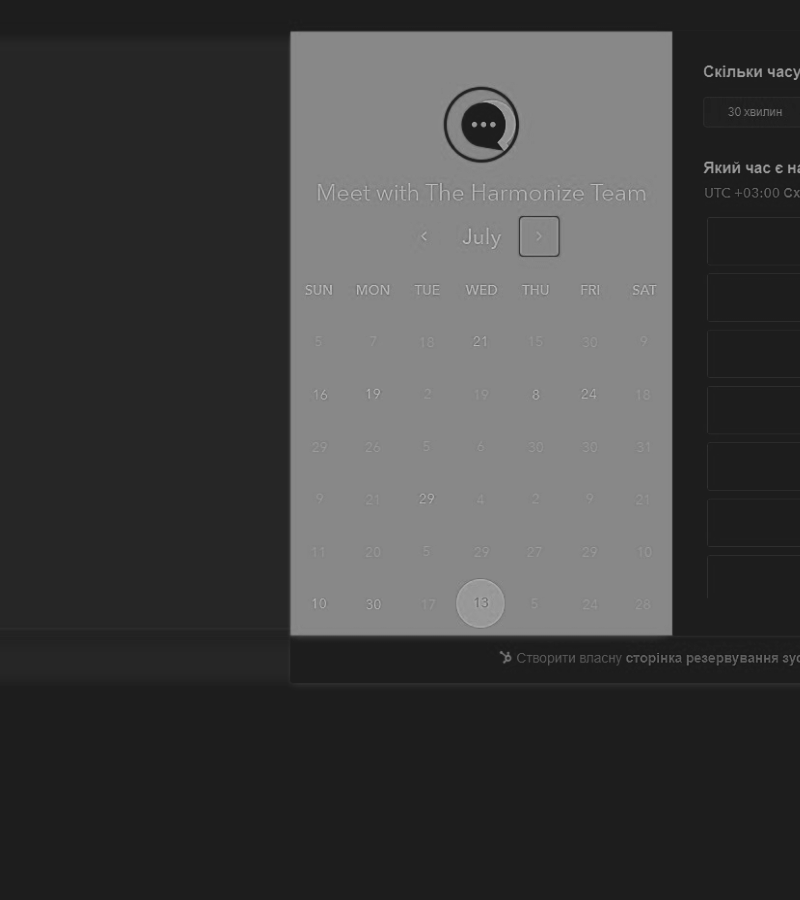 Meet with The Harmonize Team
July
SUN MON TUE WED THU FRI SAT
5 7 18 21 15 30 9
16 19 2 19 8 24 18
29 26 5 6 30 30 31
9 21 29 4 2 9 21
11 20 5 29 27 29 10
10 30 17 13 5 24 28
Скільки часу
30 хвилин
Який час є на
UTC +03:00 Сх
Створити власну сторінка резервування зус